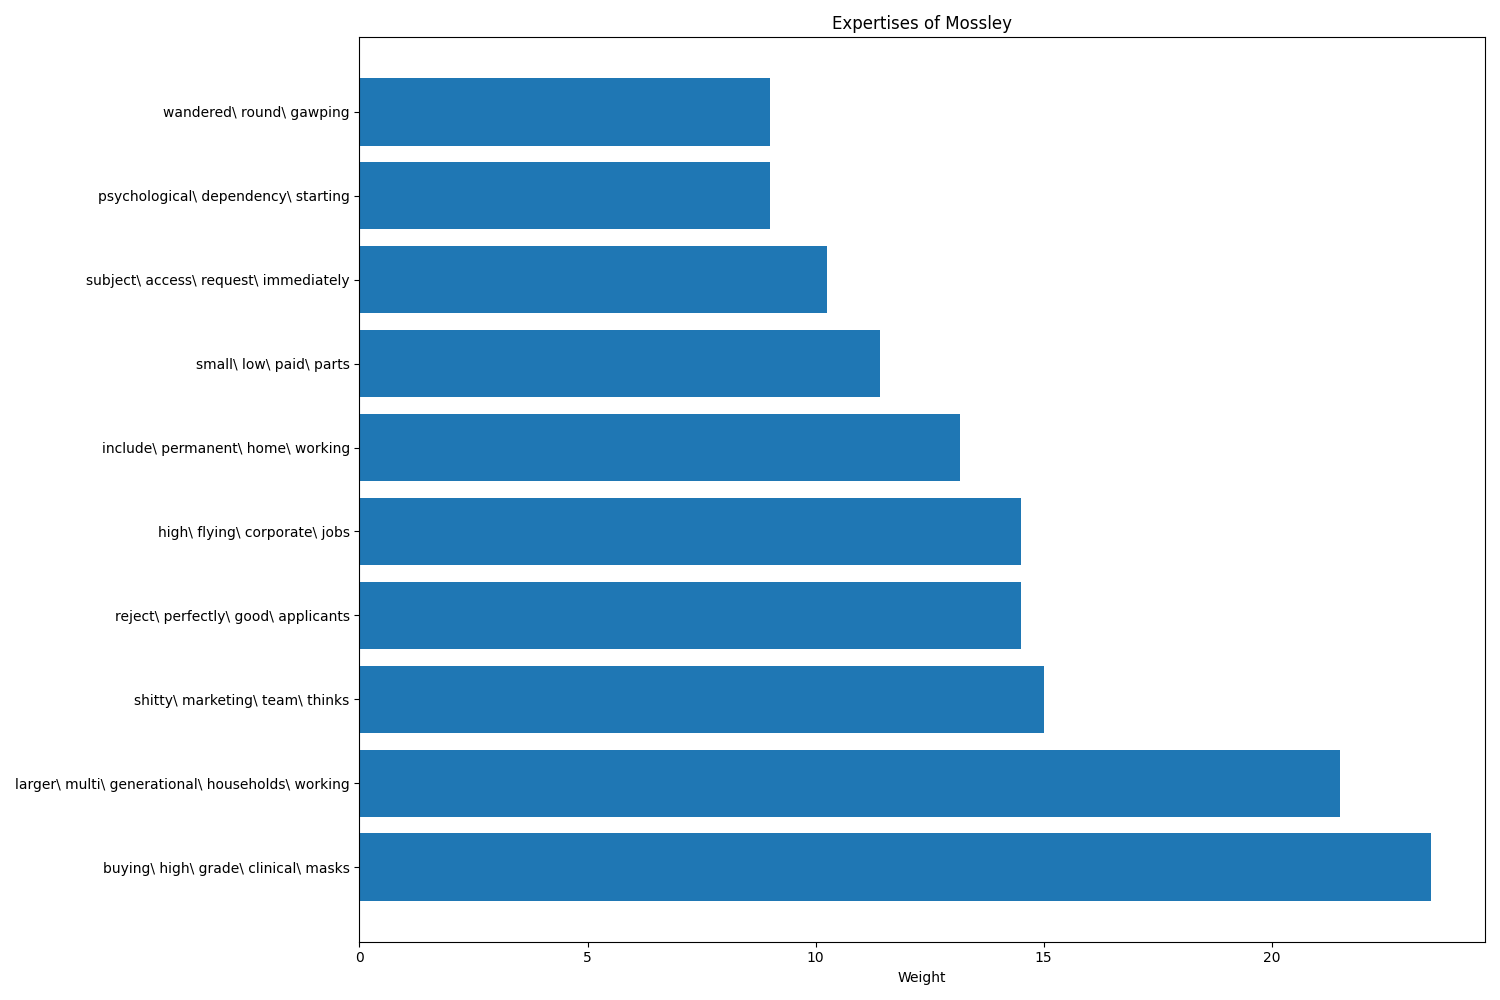 Expertises of Mossley
wandered\ round\ gawping
psychological\ dependency\ starting
subject\ access\ request\ immediately
small\ low\ paid\ parts
include\ permanent\ home\ working
high\ flying\ corporate\ jobs
reject\ perfectly\ good\ applicants
shitty\ marketing\ team\ thinks
larger\ multi\ generational\ households\ working
buying\ high\ grade\ clinical\ masks
0 5 10 15 20
Weight